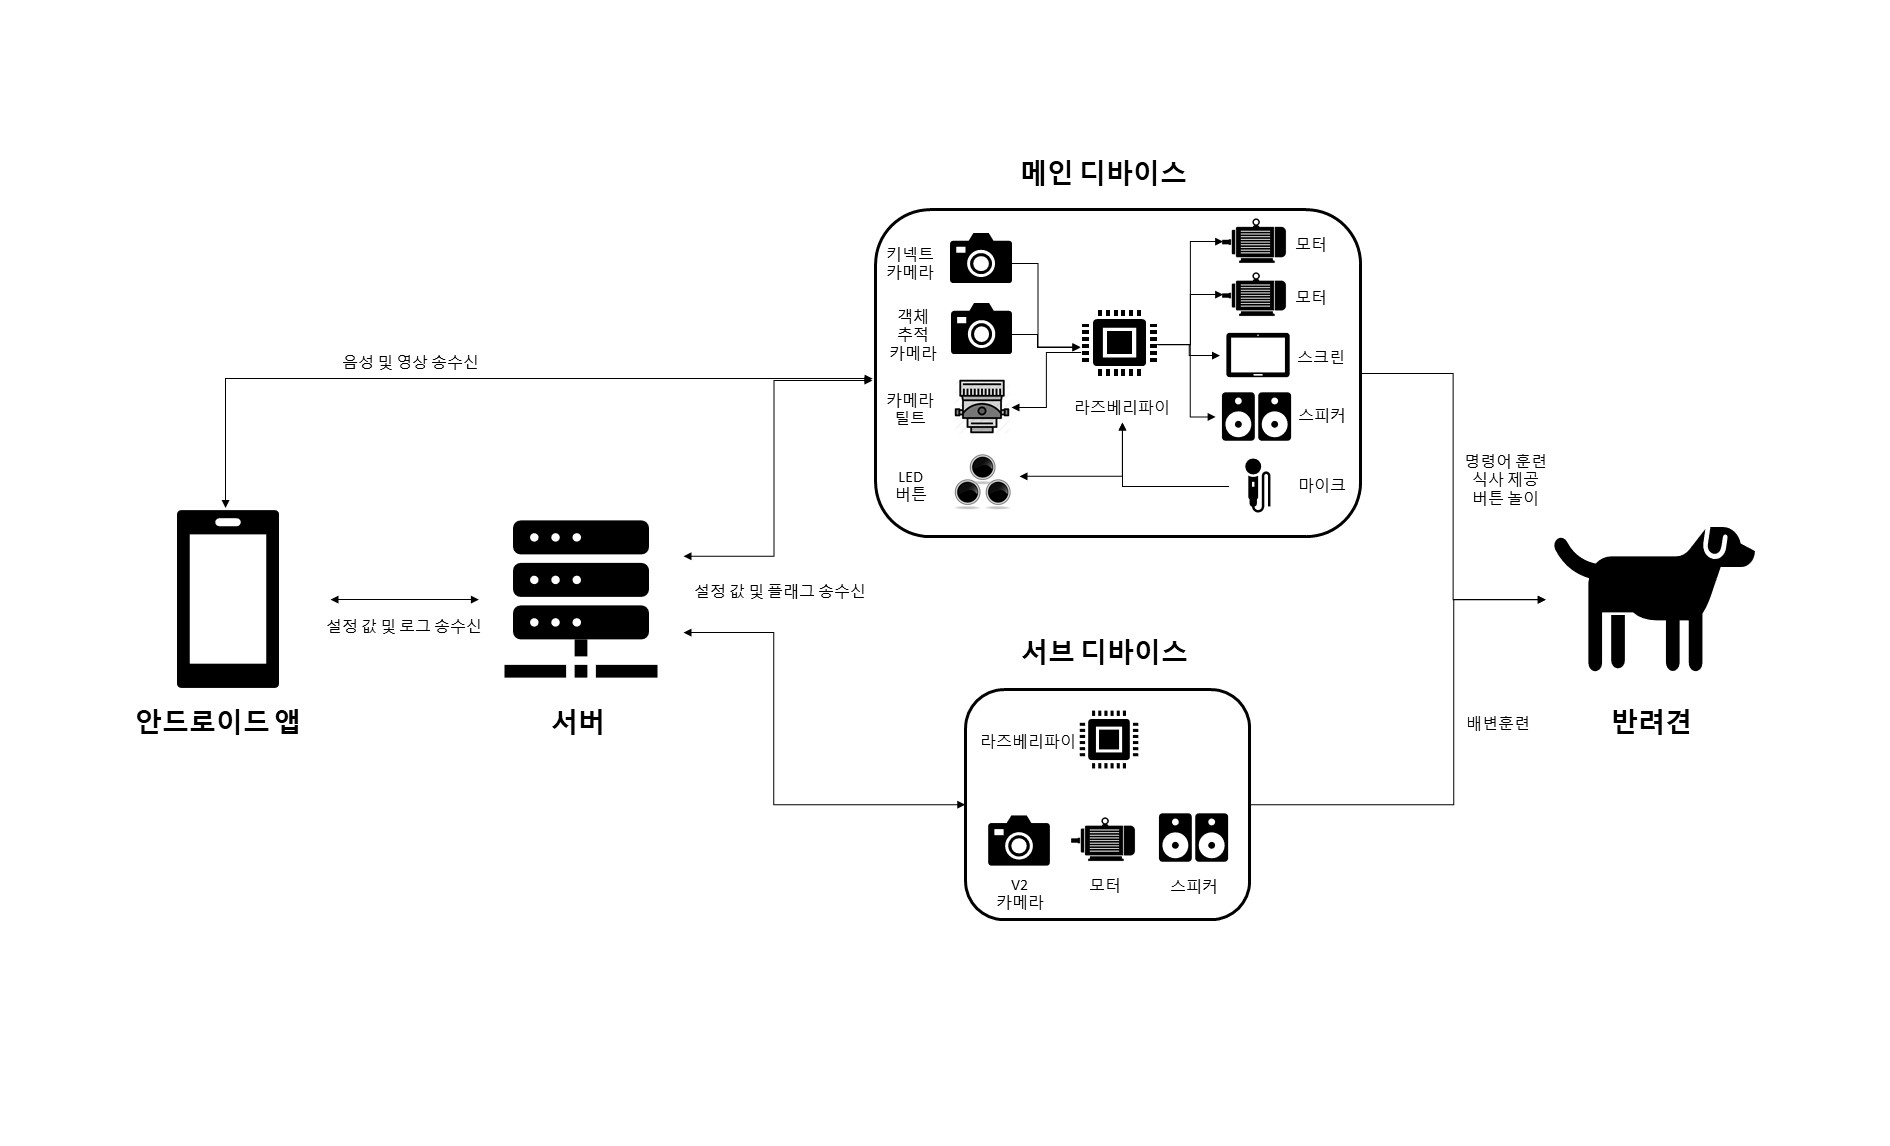 메인 디바이스
키넥트
카메라
객체
추적
카메라
카메라
틸트
LED
버튼
라즈베리파이
모터
모터
스크린
스피커
마이크
음성 및 영상 송수신
설정 값 및 로그 송수신
설정 값 및 플래그 송수신
명령어 훈련
식사 제공
버튼 놀이
서브 디바이스
라즈베리파이
V2
카메라
모터
스피커
배변훈련
안드로이드 앱
서버
반려견